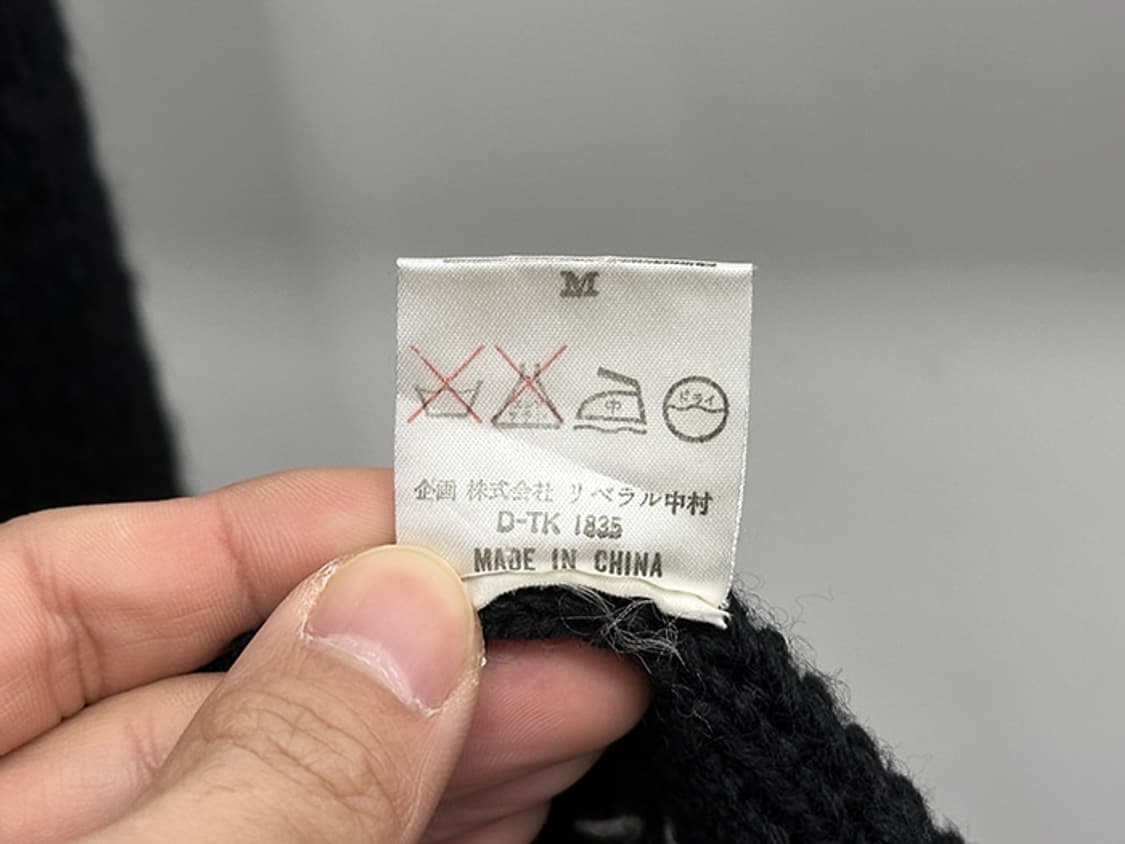 M
中 ドライ
企画 株式会社 リベラル中村
D-TK 1835
MADE IN CHINA